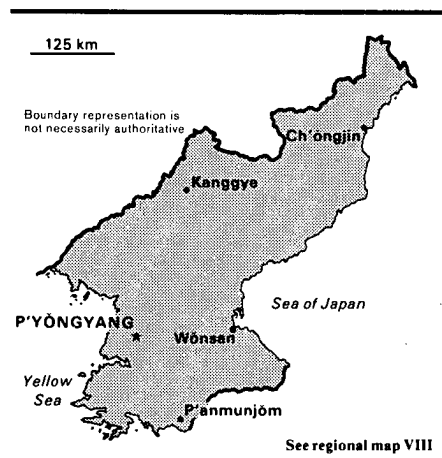 125 km
Boundary representation is
not necessarily authoritative
Ch'ŏngjin
Kanggye
Sea of Japan
P'YŎNGYANG
Wŏnsan
Yellow
Sea
P'anmunjŏm
See regional map VIII